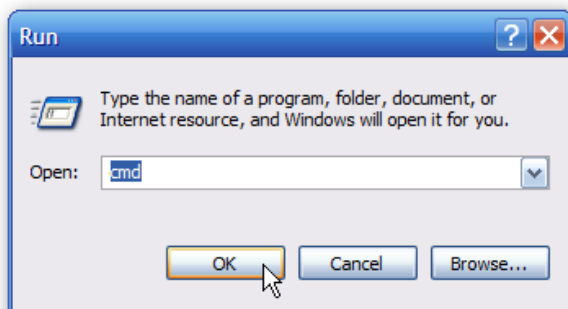 Run
Type the name of a program, folder, document, or
Internet resource, and Windows will open it for you.
Open: cmd
OK Cancel Browse...